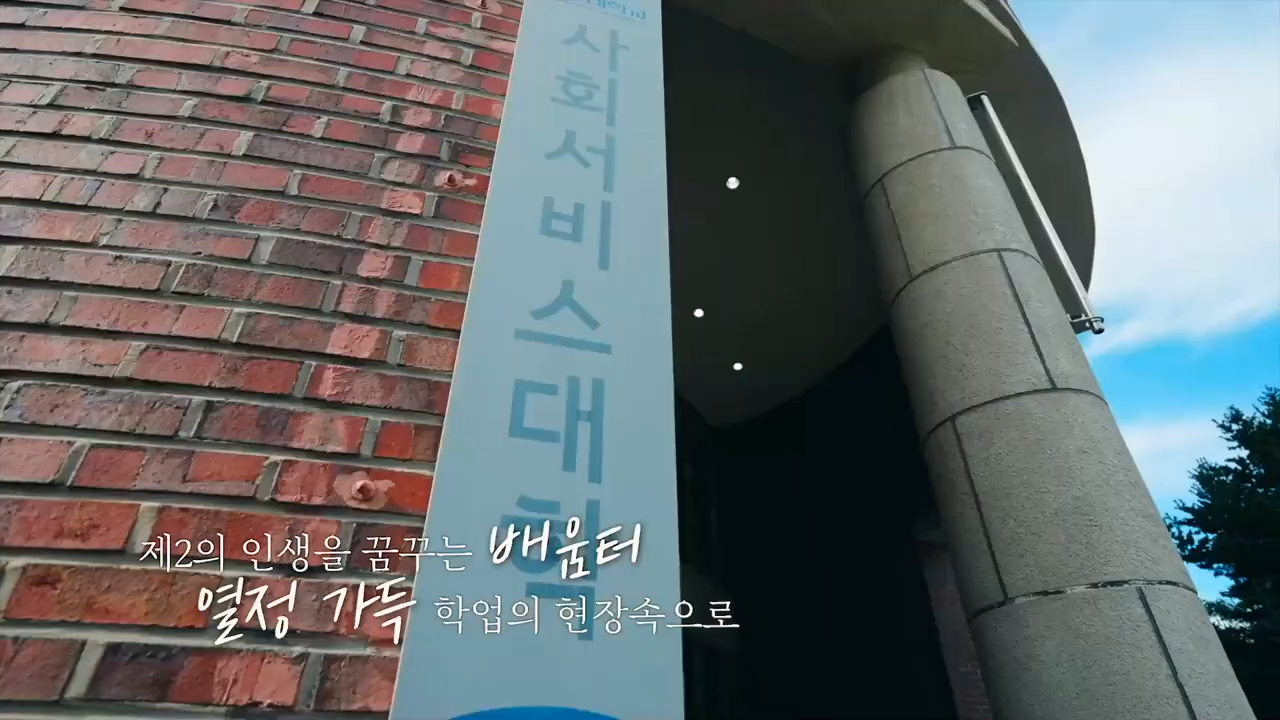 사회서비스대학
제2의 인생을 꿈꾸는 배움터
열정 가득 학업의 현장속으로